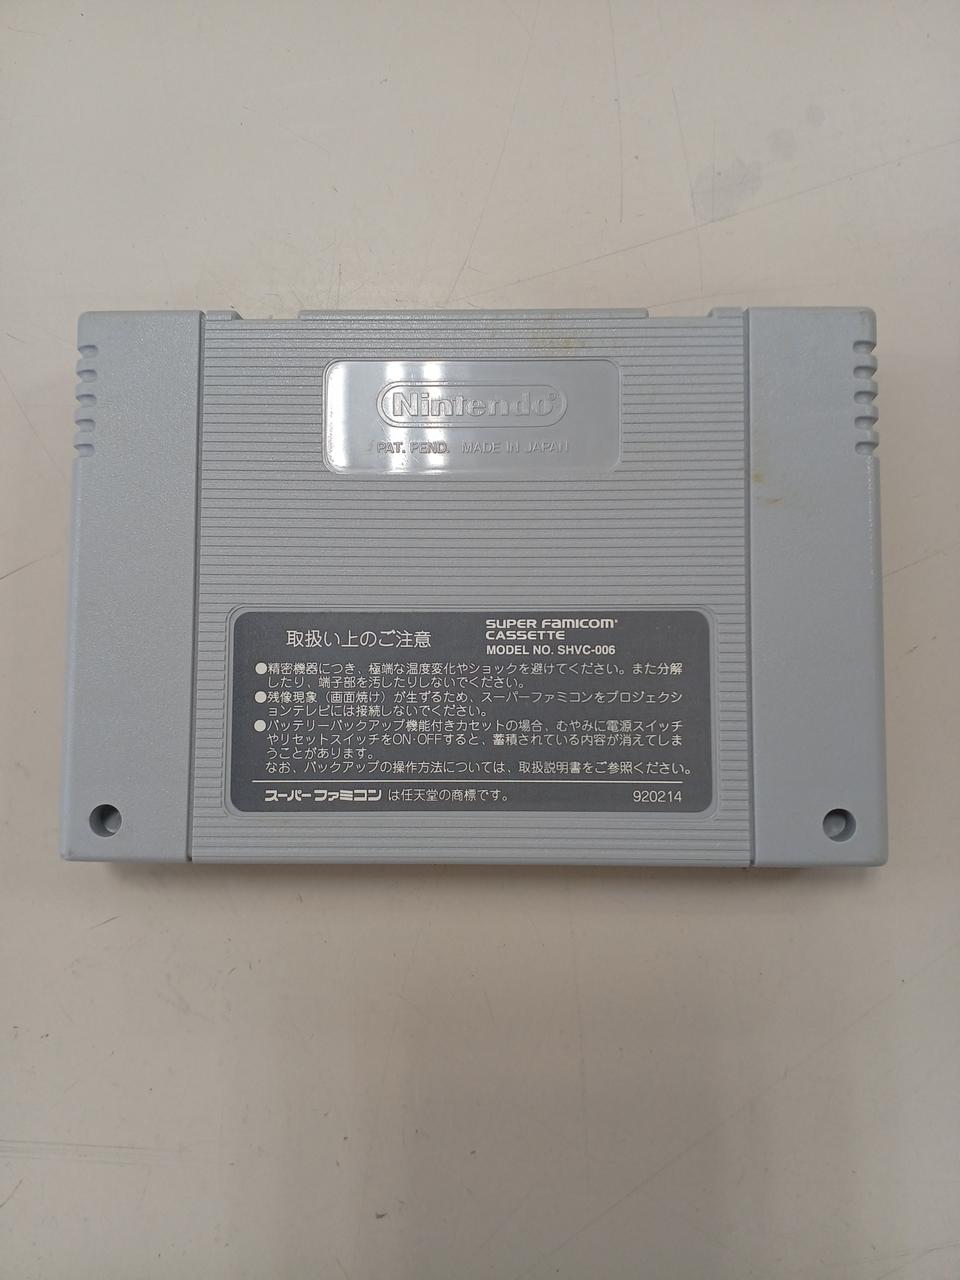 Nintendo®
PAT. PEND. MADE IN JAPAN
取扱い上のご注意
SUPER FAMICOM®
CASSETTE
MODEL NO. SHVC-006
●精密機器につき、極端な温度変化やショックを避けてください。また分解
したり、端子部を汚したりしないでください。
●残像現象（画面焼け）が生ずるため、スーパーファミコンをプロジェクシ
ョンテレビには接続しないでください。
●バッテリーバックアップ機能付きカセットの場合、むやみに電源スイッチ
やリセットスイッチをON·OFFすると、蓄積されている内容が消えてしま
うことがあります。
なお、バックアップの操作方法については、取扱説明書をご参照ください。
スーパーファミコン は任天堂の商標です。
920214